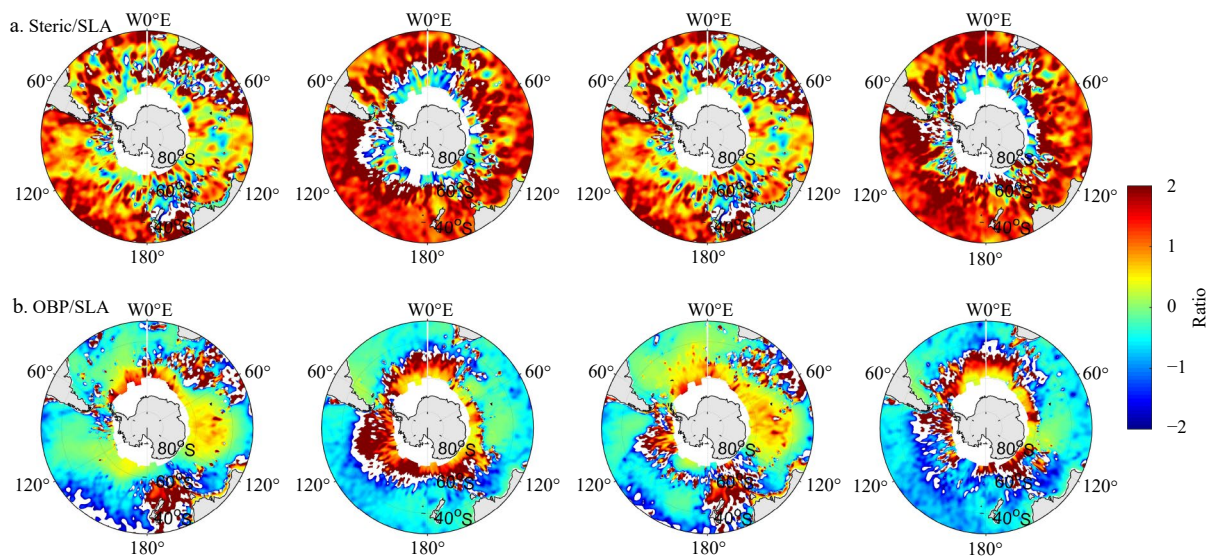 a. Steric/SLA
W0°E W0°E W0°E W0°E
60° 60° 60° 60° 60° 60° 60° 60°
80°S 80°S 80°S 80°S
120° 60°S 120° 120° 60°S 120° 120° 60°S 120° 120° 60°S 120°
40°S 40°S 40°S 40°S
180° 180° 180° 180°
b. OBP/SLA
W0°E W0°E W0°E W0°E
60° 60° 60° 60° 60° 60° 60° 60°
80°S 80°S 80°S 80°S
120° 60°S 120° 120° 60°S 120° 120° 60°S 120° 120° 60°S 120°
40°S 40°S 40°S 40°S
180° 180° 180° 180°
2
1
0
−1
−2
Ratio